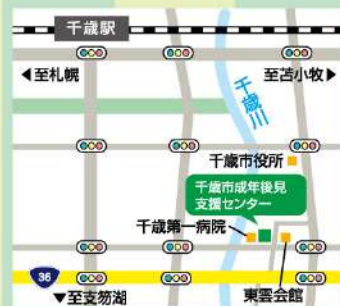 千歳駅
◀至札幌
至苫小牧▶
千歳川
千歳市役所
千歳市成年後見
支援センター
千歳第一病院
36
▼至支笏湖
東雲会館